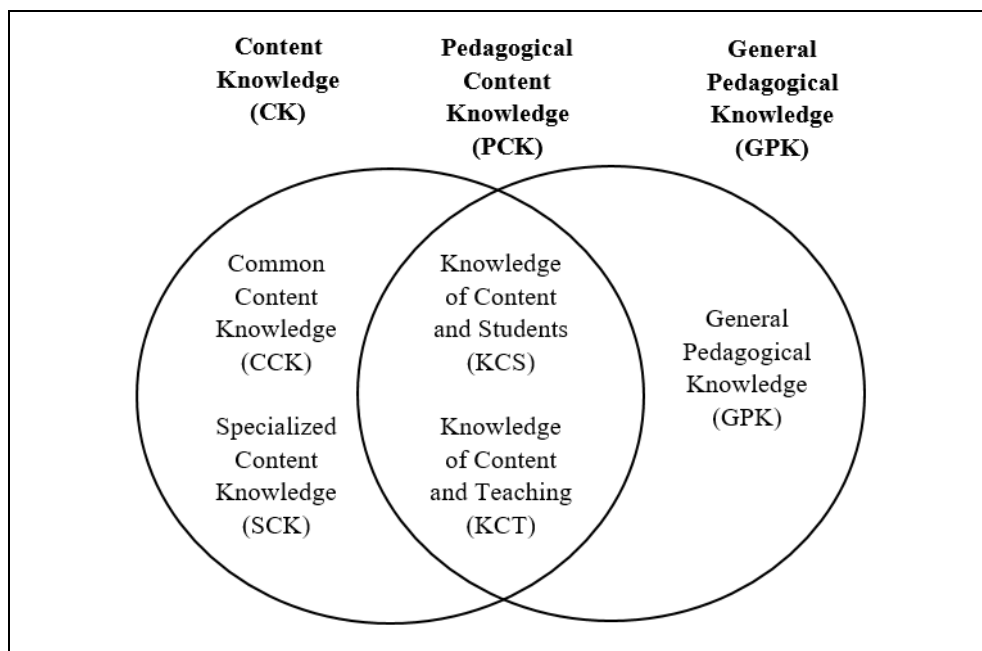 Content
Knowledge
(CK)
Pedagogical
Content
Knowledge
(PCK)
General
Pedagogical
Knowledge
(GPK)
Common
Content
Knowledge
(CCK)
Specialized
Content
Knowledge
(SCK)
Knowledge
of Content
and Students
(KCS)
Knowledge
of Content
and Teaching
(KCT)
General
Pedagogical
Knowledge
(GPK)